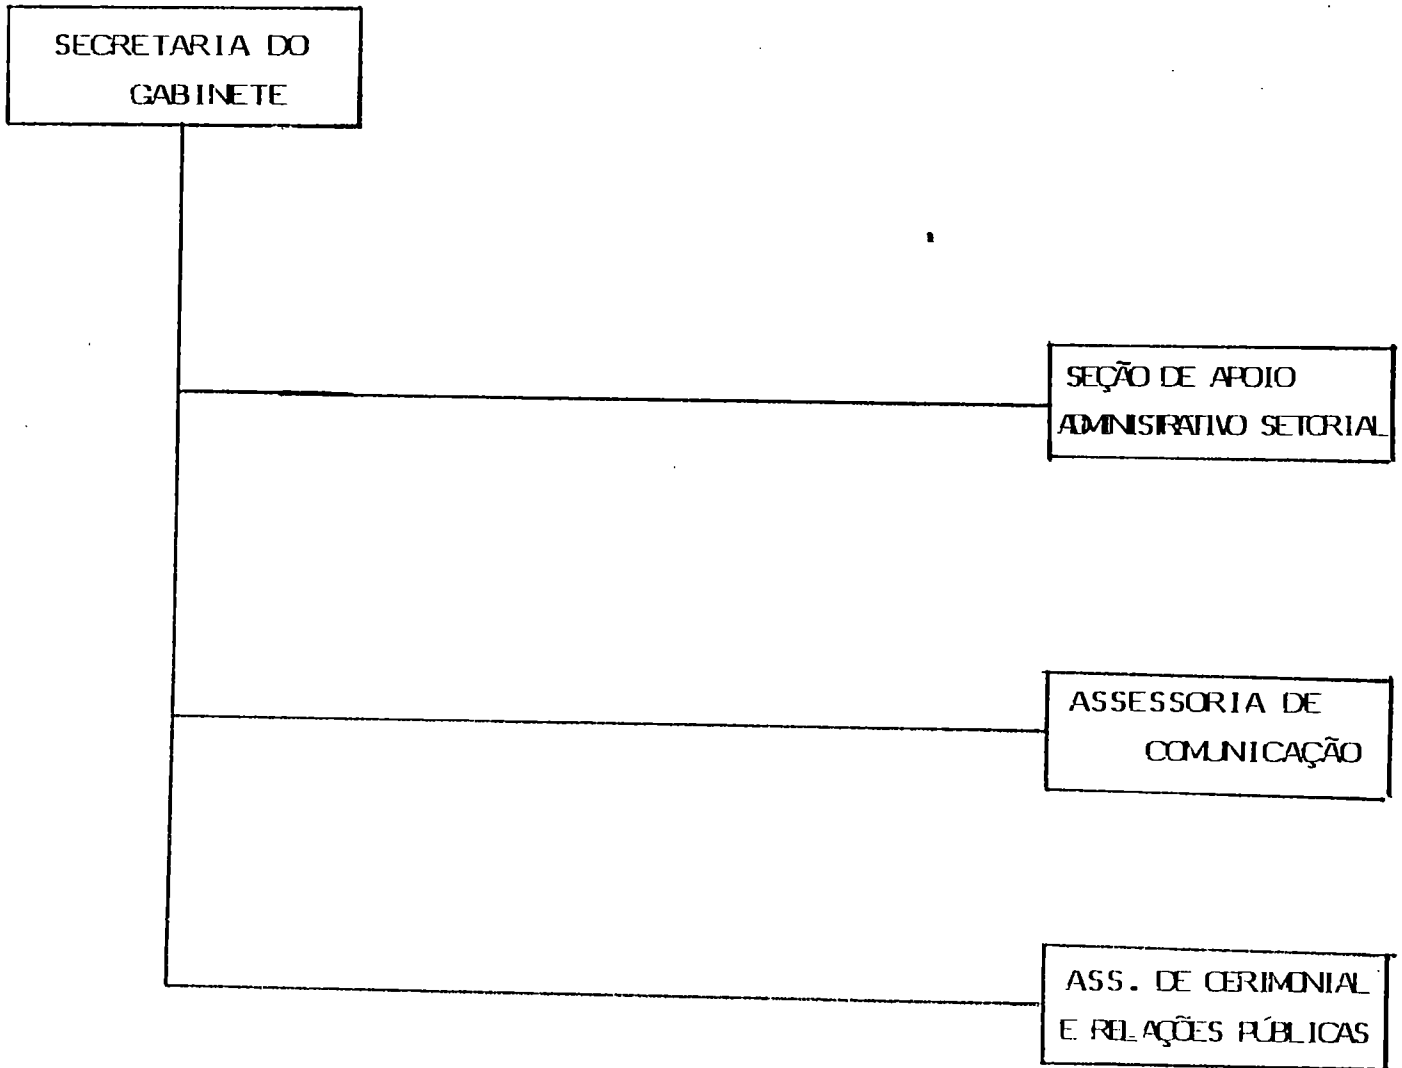 SECRETARIA DO
GABINETE
SEÇÃO DE APOIO
ADMINISTRATIVO SETORIAL
ASSESSORIA DE
COMUNICAÇÃO
ASS. DE CERIMONIAL
E RELAÇÕES PÚBLICAS